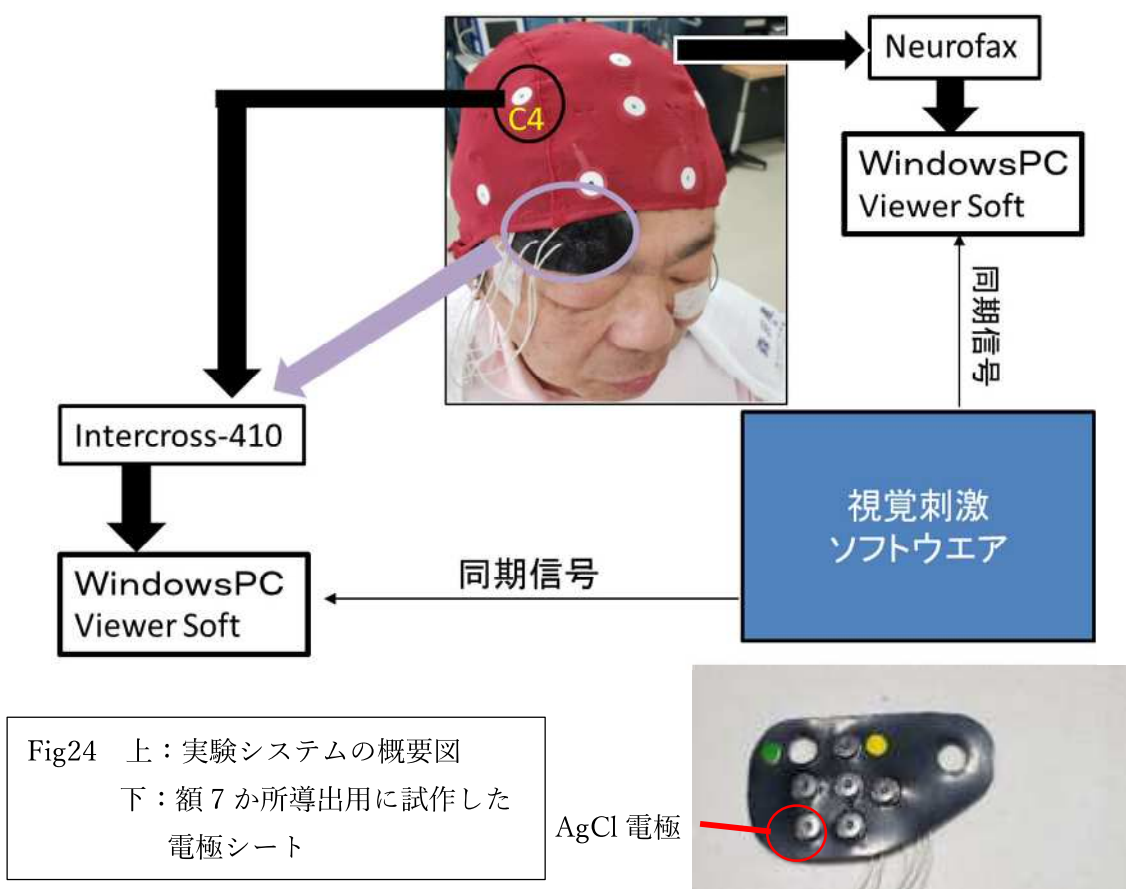 Neurofax
C4
WindowsPC
Viewer Soft
同期信号
Intercross-410
視覚刺激
ソフトウエア
WindowsPC
Viewer Soft
同期信号
Fig24 上：実験システムの概要図
下：額７か所導出用に試作した
電極シート
AgCl 電極